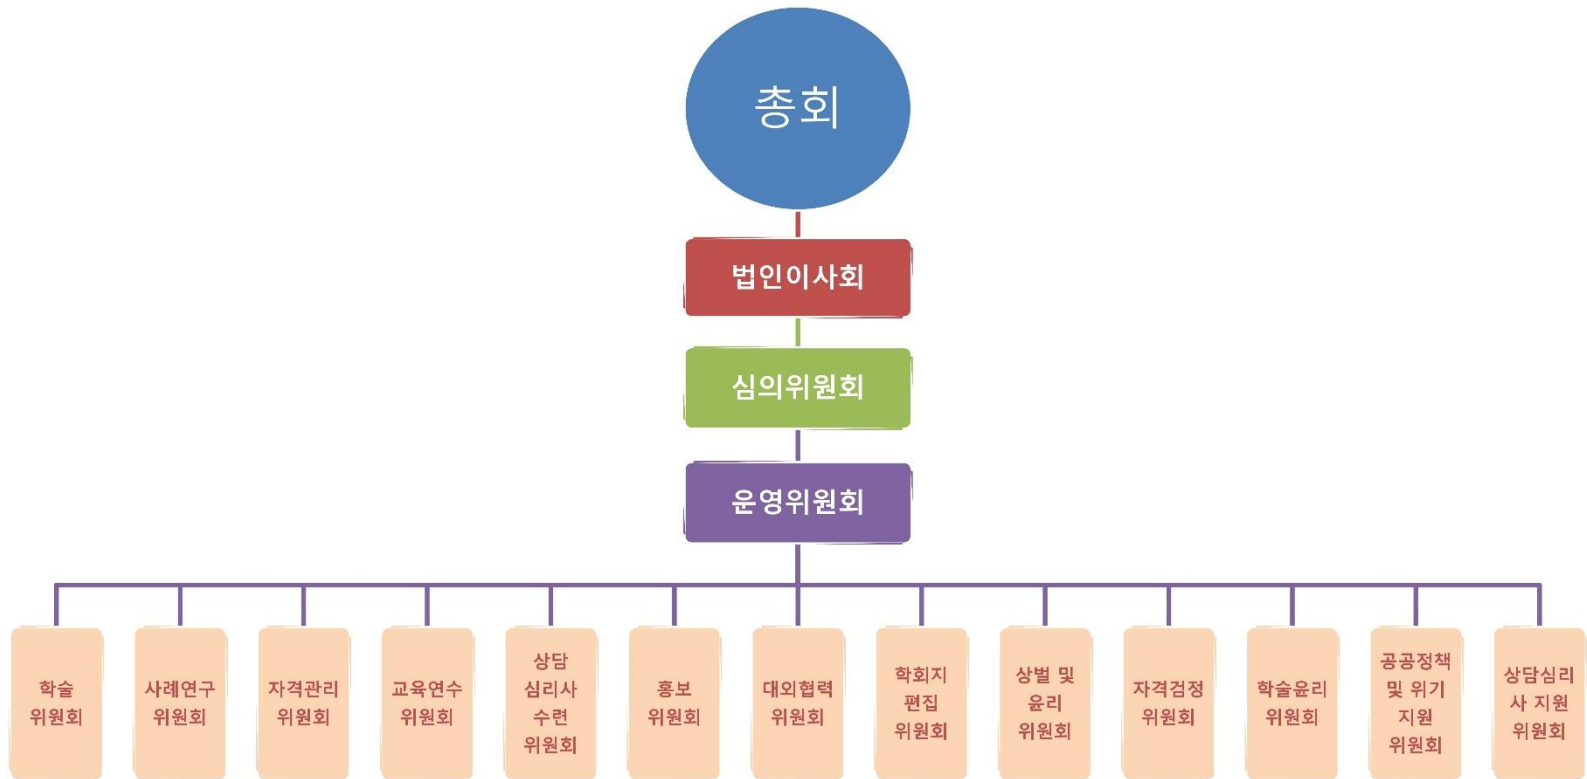 총회
법인이사회
심의위원회
운영위원회
학술
위원회
사례연구
위원회
자격관리
위원회
교육연수
위원회
상담
심리사
수련
위원회
홍보
위원회
대외협력
위원회
학회지
편집
위원회
상벌 및
윤리
위원회
자격검정
위원회
학술윤리
위원회
공공정책
및 위기
지원
위원회
상담심리
사 지원
위원회